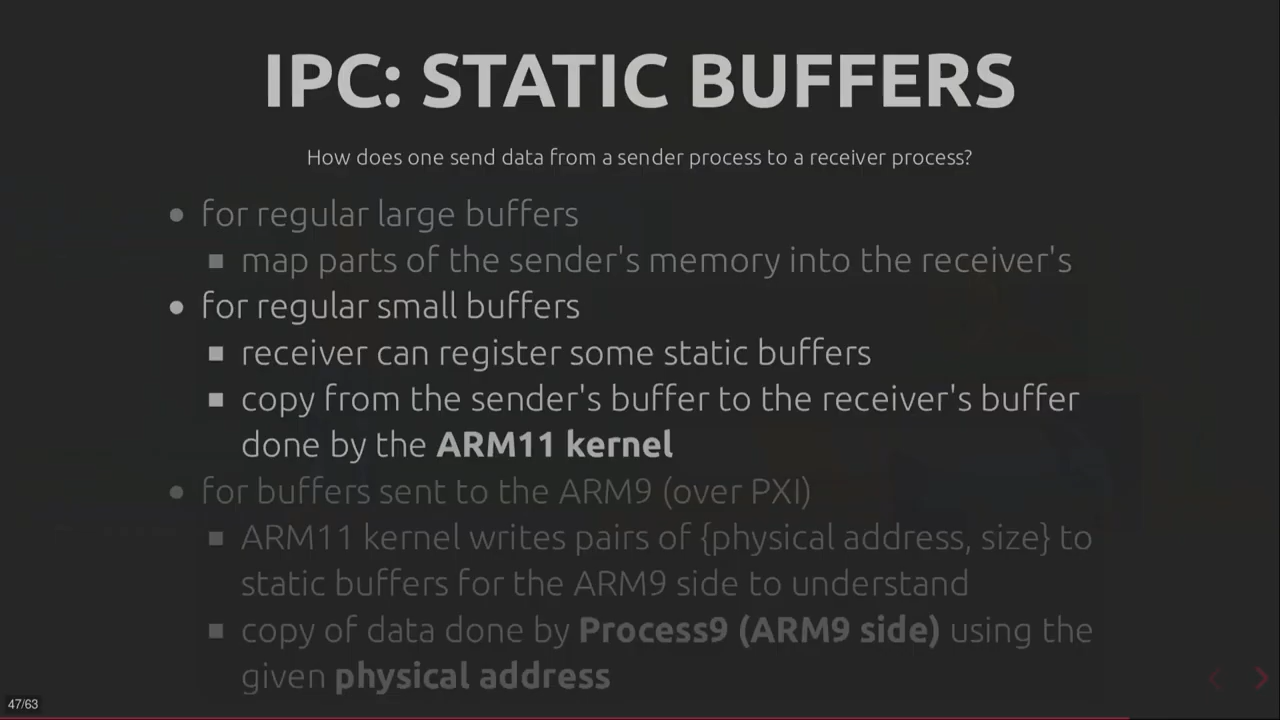 IPC: STATIC BUFFERS
How does one send data from a sender process to a receiver process?
• for regular large buffers
▪ map parts of the sender's memory into the receiver's
• for regular small buffers
▪ receiver can register some static buffers
▪ copy from the sender's buffer to the receiver's buffer
done by the ARM11 kernel
• for buffers sent to the ARM9 (over PXI)
▪ ARM11 kernel writes pairs of {physical address, size} to
static buffers for the ARM9 side to understand
▪ copy of data done by Process9 (ARM9 side) using the
given physical address
47/63